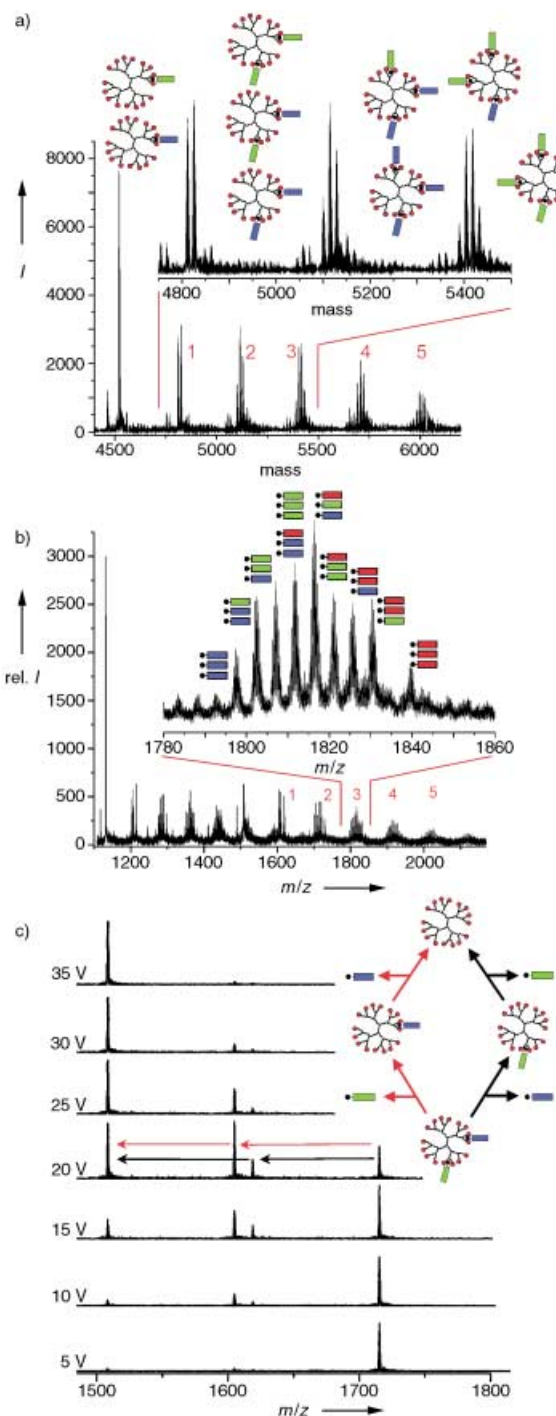 a)
8000
6000
4000
2000
0
I
4800 5000 5200 5400
mass
1 2 3 4 5
4500 5000 5500 6000
mass
b)
3000
2500
2000
1500
1000
500
0
rel. I
1780 1800 1820 1840 1860
m/z
1 2 3 4 5
1200 1400 1600 1800 2000
m/z
c)
35 V
30 V
25 V
20 V
15 V
10 V
5 V
1500 1600 1700 1800
m/z